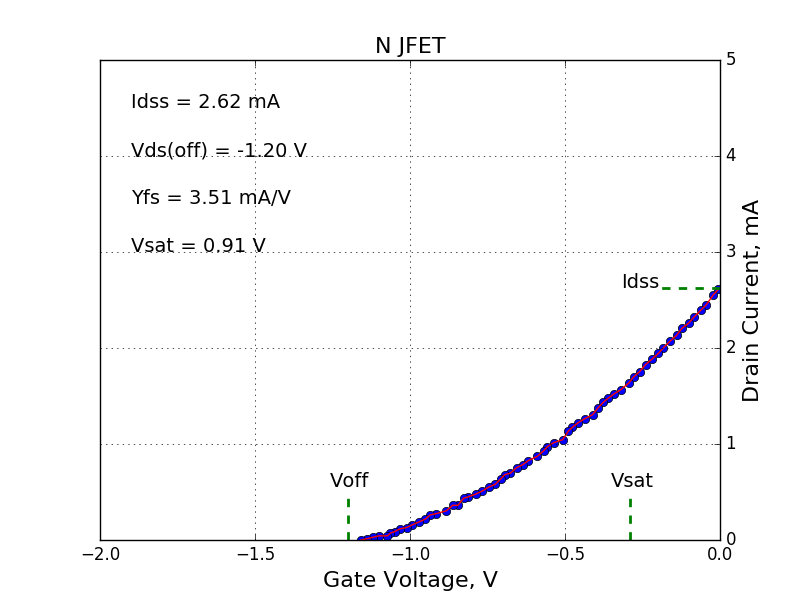 N JFET
Idss = 2.62 mA
Vds(off) = -1.20 V
Yfs = 3.51 mA/V
Vsat = 0.91 V
Idss
Voff
Vsat
5
4
3
2
1
0
Drain Current, mA
−2.0 −1.5 −1.0 −0.5 0.0
Gate Voltage, V